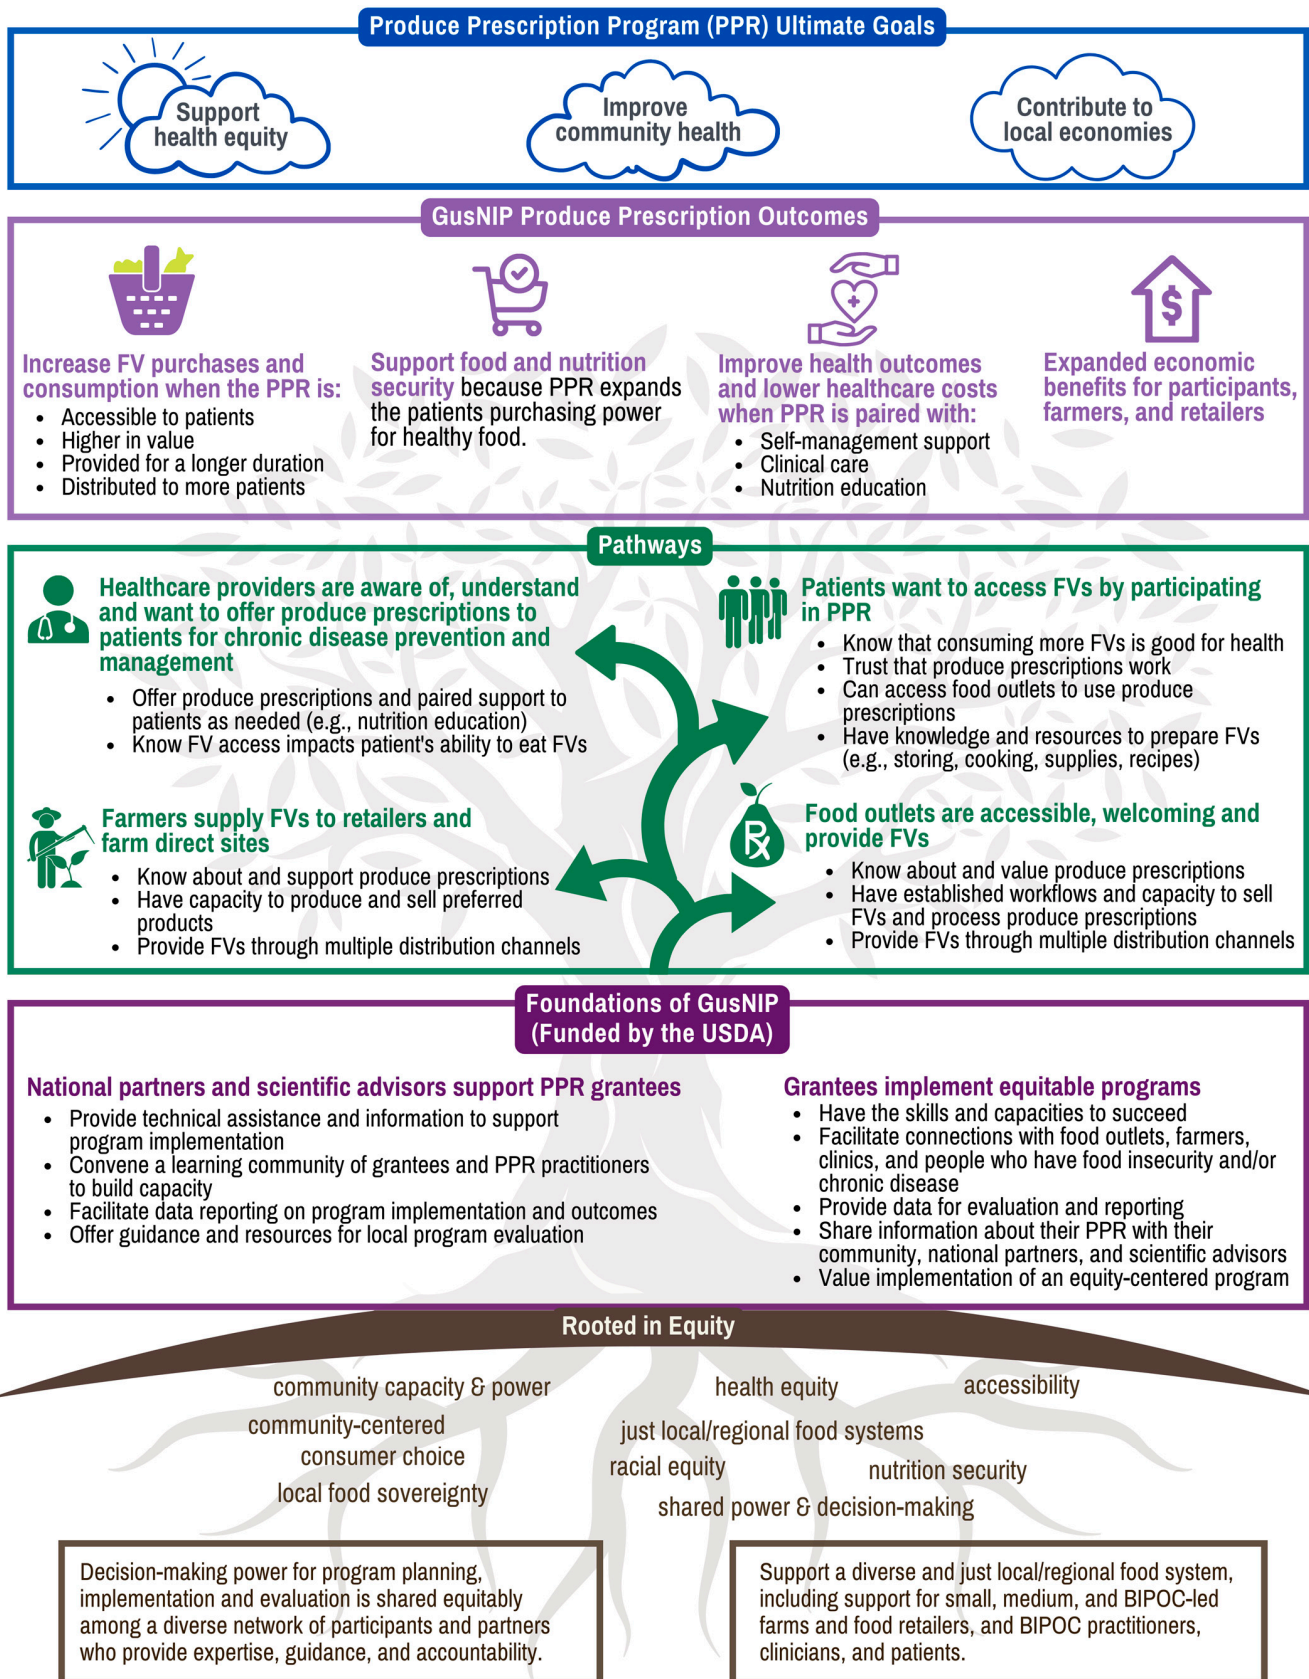 Produce Prescription Program (PPR) Ultimate Goals
Support
health equity
Improve
community health
Contribute to
local economies
GusNIP Produce Prescription Outcomes
Increase FV purchases and
consumption when the PPR is:
• Accessible to patients
• Higher in value
• Provided for a longer duration
• Distributed to more patients
Support food and nutrition
security because PPR expands
the patients purchasing power
for healthy food.
Improve health outcomes
and lower healthcare costs
when PPR is paired with:
• Self-management support
• Clinical care
• Nutrition education
$
Expanded economic
benefits for participants,
farmers, and retailers
Pathways
Healthcare providers are aware of, understand
and want to offer produce prescriptions to
patients for chronic disease prevention and
management
• Offer produce prescriptions and paired support to
patients as needed (e.g., nutrition education)
• Know FV access impacts patient's ability to eat FVs
Patients want to access FVs by participating
in PPR
• Know that consuming more FVs is good for health
• Trust that produce prescriptions work
• Can access food outlets to use produce
prescriptions
• Have knowledge and resources to prepare FVs
(e.g., storing, cooking, supplies, recipes)
Farmers supply FVs to retailers and
farm direct sites
• Know about and support produce prescriptions
• Have capacity to produce and sell preferred
products
• Provide FVs through multiple distribution channels
Rx
Food outlets are accessible, welcoming and
provide FVs
• Know about and value produce prescriptions
• Have established workflows and capacity to sell
FVs and process produce prescriptions
• Provide FVs through multiple distribution channels
Foundations of GusNIP
(Funded by the USDA)
National partners and scientific advisors support PPR grantees
• Provide technical assistance and information to support
program implementation
• Convene a learning community of grantees and PPR practitioners
to build capacity
• Facilitate data reporting on program implementation and outcomes
• Offer guidance and resources for local program evaluation
Grantees implement equitable programs
• Have the skills and capacities to succeed
• Facilitate connections with food outlets, farmers,
clinics, and people who have food insecurity and/or
chronic disease
• Provide data for evaluation and reporting
• Share information about their PPR with their
community, national partners, and scientific advisors
• Value implementation of an equity-centered program
Rooted in Equity
community capacity & power
health equity
accessibility
community-centered
just local/regional food systems
consumer choice
racial equity
nutrition security
local food sovereignty
shared power & decision-making
Decision-making power for program planning,
implementation and evaluation is shared equitably
among a diverse network of participants and partners
who provide expertise, guidance, and accountability.
Support a diverse and just local/regional food system,
including support for small, medium, and BIPOC-led
farms and food retailers, and BIPOC practitioners,
clinicians, and patients.